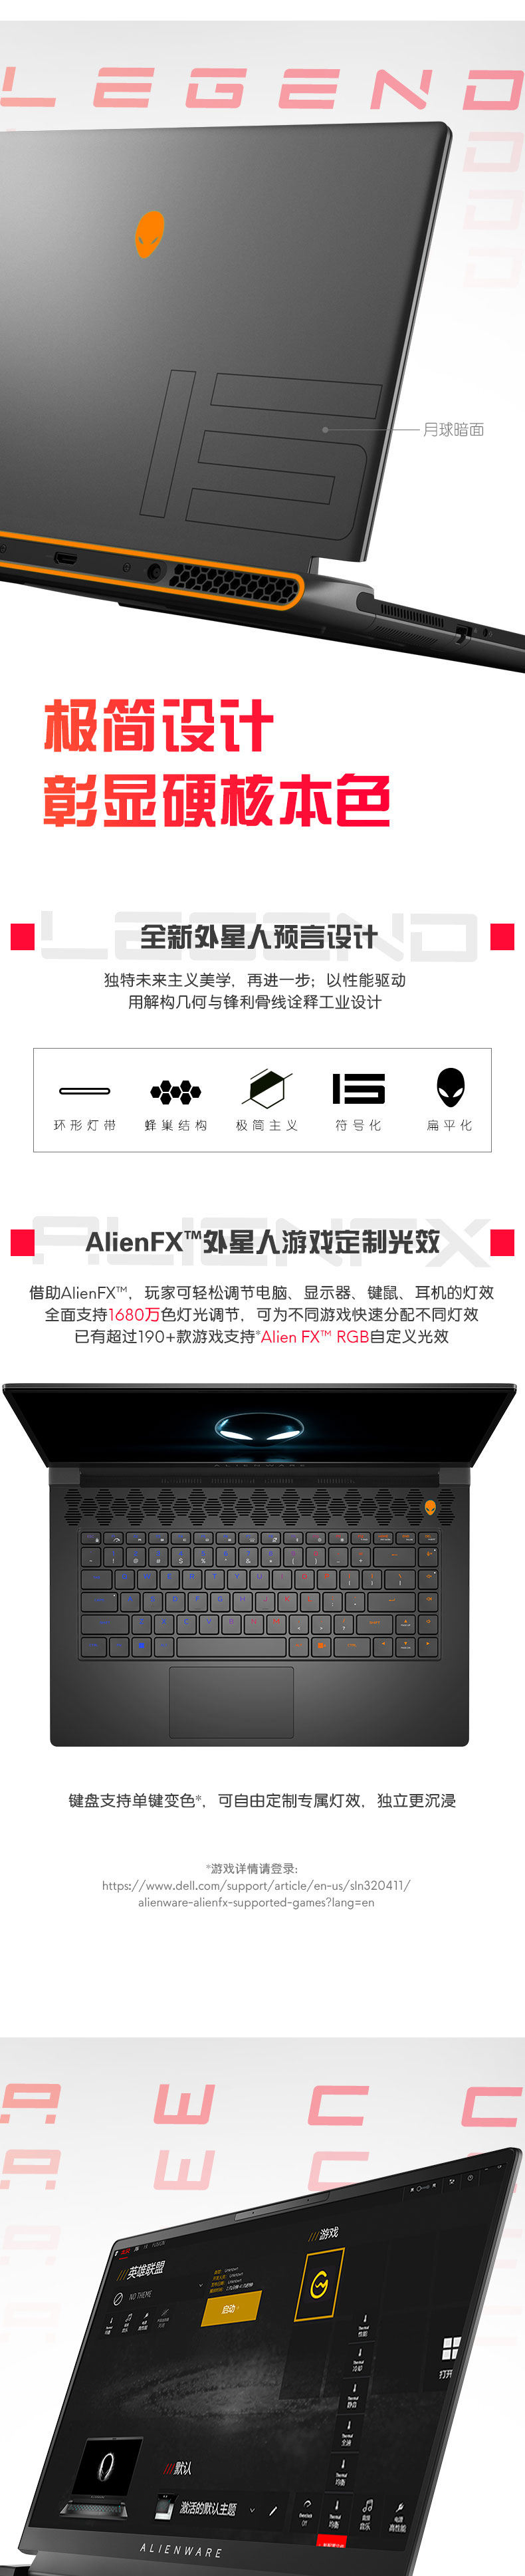 LEGEND
月球暗面
极简设计
彰显硬核本色
全新外星人预言设计
独特未来主义美学，再进一步；以性能驱动
用解构几何与锋利骨线诠释工业设计
环形灯带 蜂巢结构 极简主义 符号化 扁平化
AlienFX™外星人游戏定制光效
借助AlienFX™，玩家可轻松调节电脑、显示器、键鼠、耳机的灯效
全面支持1680万色灯光调节，可为不同游戏快速分配不同灯效
已有超过190+款游戏支持*Alien FX™ RGB自定义光效
ALIENWARE
键盘支持单键变色*，可自由定制专属灯效，独立更沉浸
*游戏详情请登录:
https://www.dell.com/support/article/en-us/sln320411/
alienware-alienfx-supported-games?lang=en
AWCC
///游戏
///英雄联盟
NO THEME
启动
打开
///默认
激活的默认主题
ALIENWARE